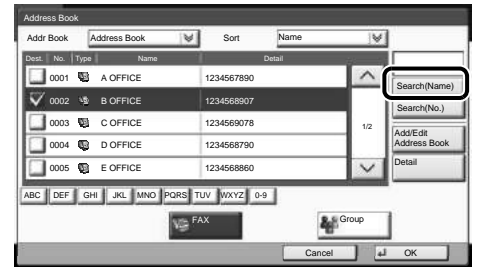 Address Book
Addr Book Address Book Sort Name
Dest. No. Type Name Detail
0001 A OFFICE 1234567890
0002 B OFFICE 1234568907
0003 C OFFICE 1234569078
0004 D OFFICE 1234568790
0005 E OFFICE 1234568860
1/2
Search(Name)
Search(No.)
Add/Edit
Address Book
Detail
ABC DEF GHI JKL MNO PQRS TUV WXYZ 0-9
FAX Group
Cancel OK